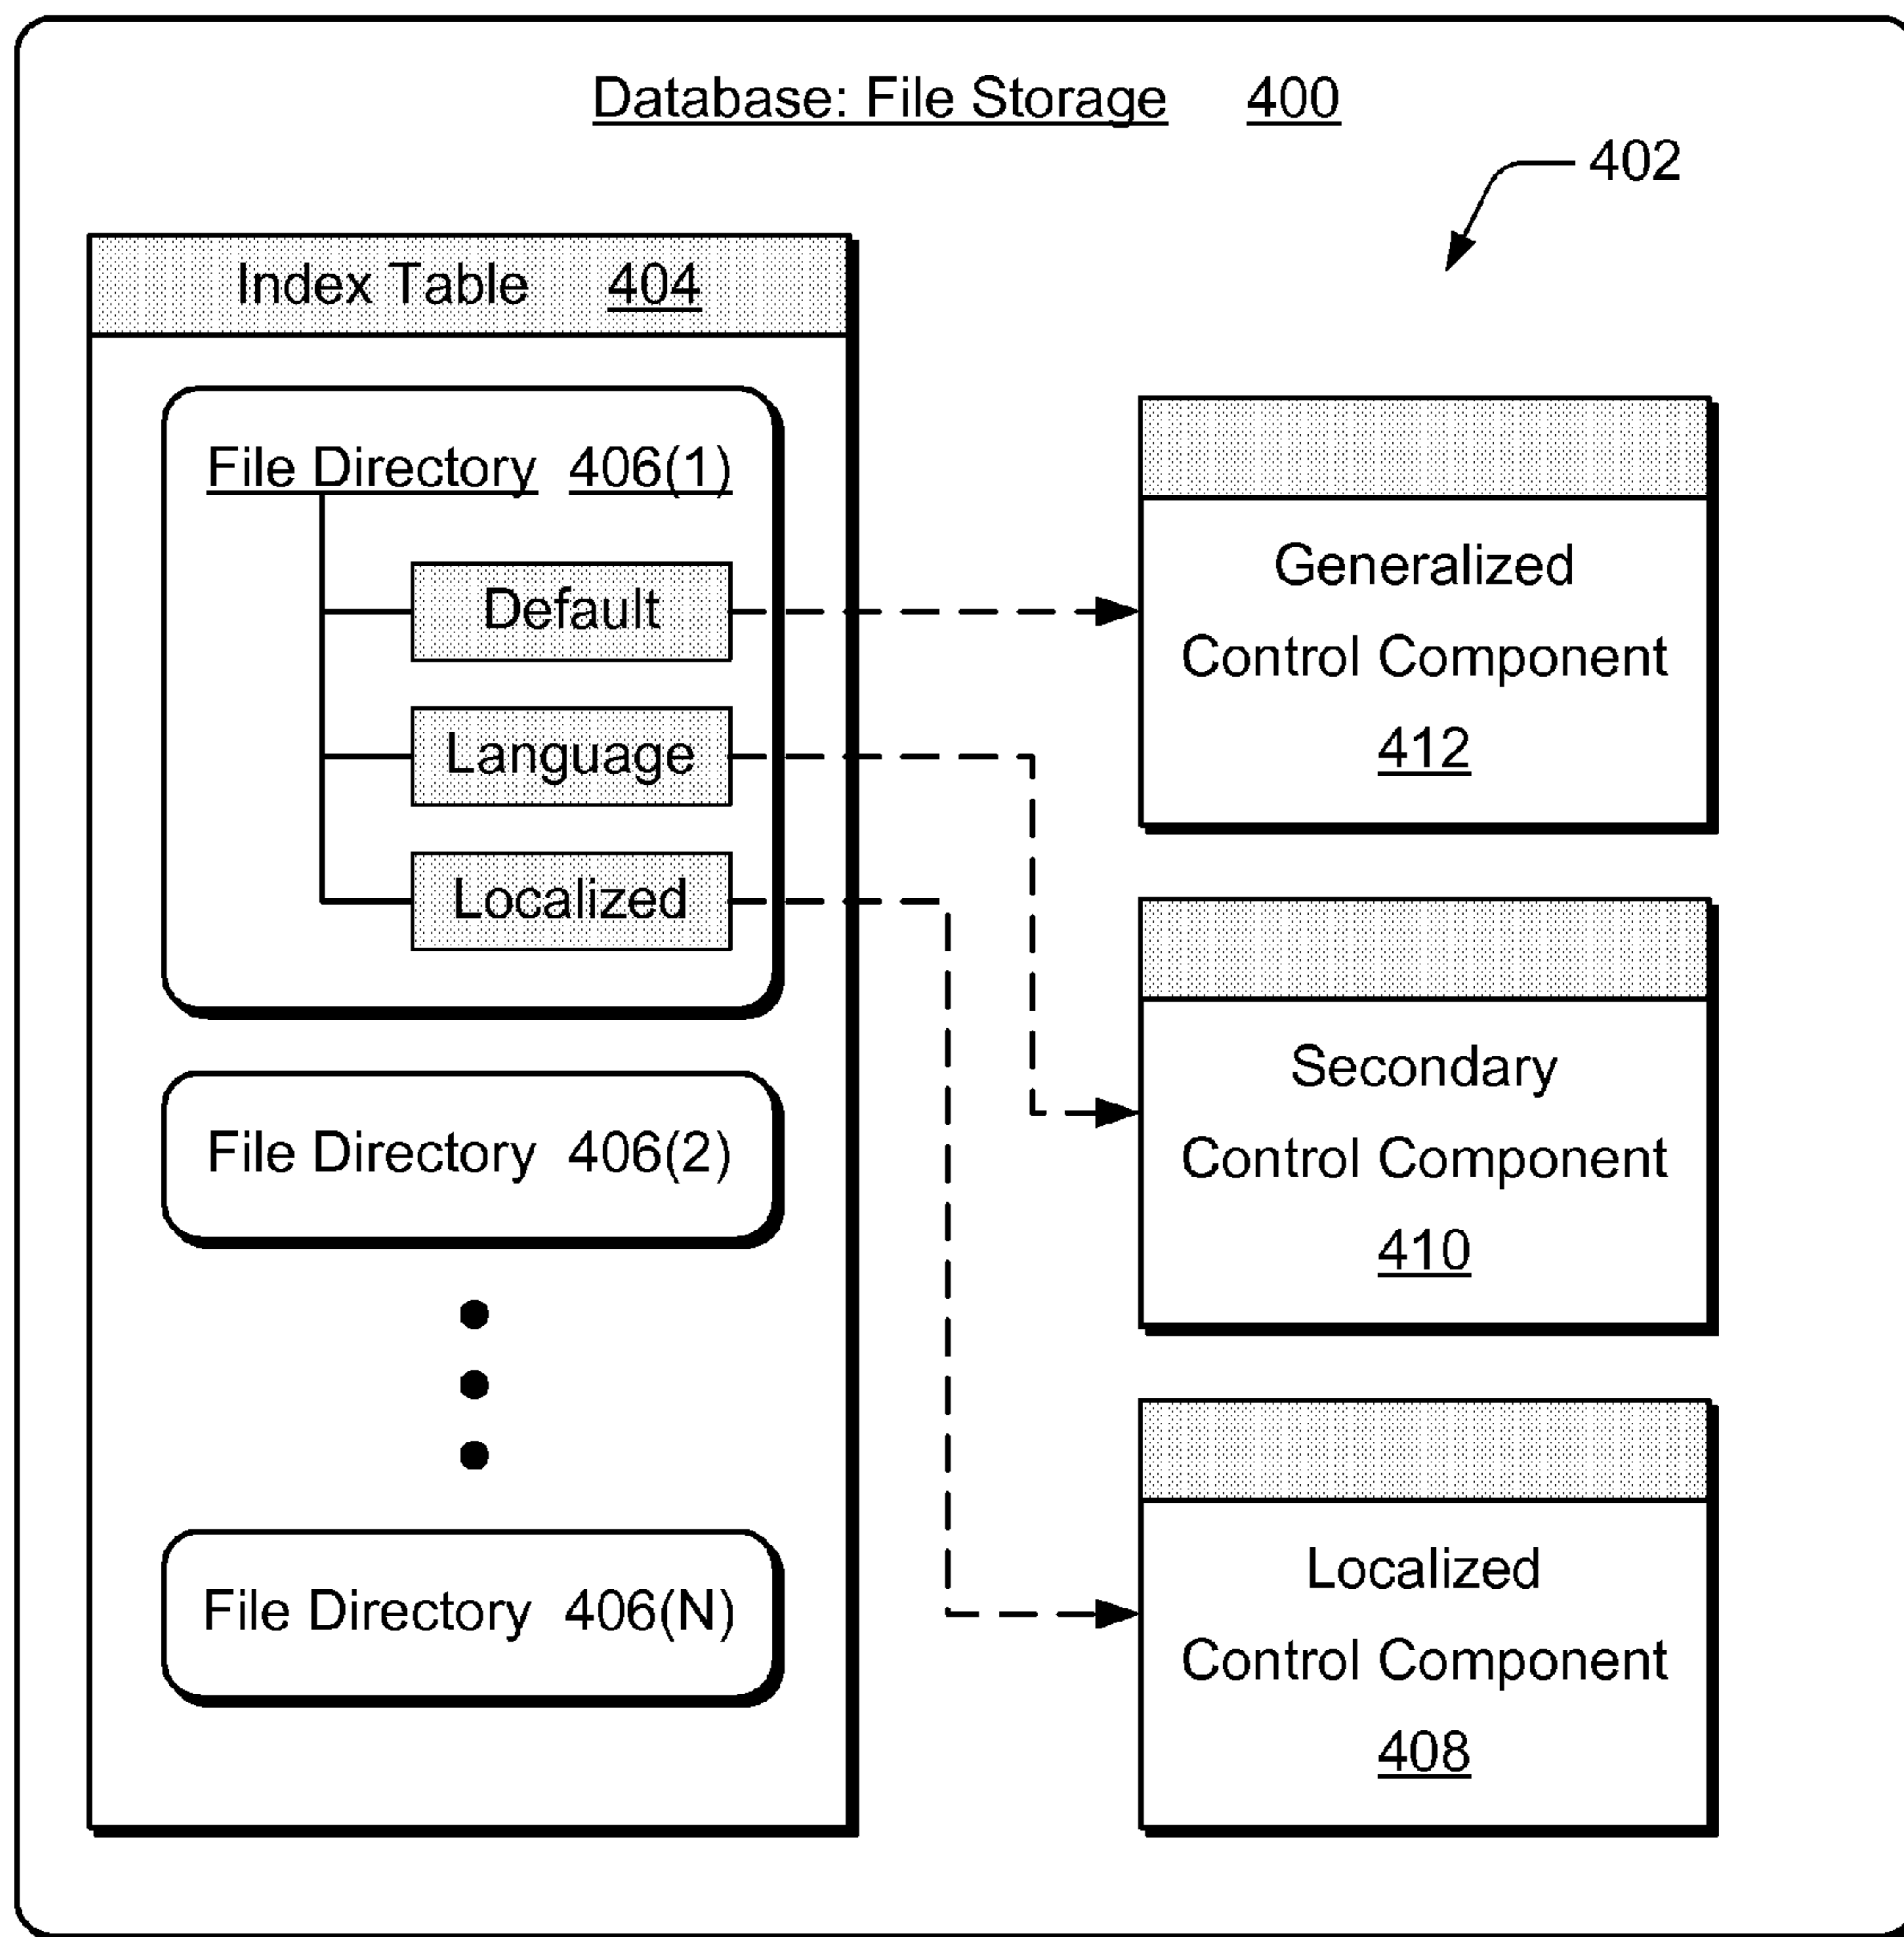 Database: File Storage 400
402
Index Table 404
File Directory 406(1)
Default
Language
Localized
File Directory 406(2)
File Directory 406(N)
Generalized
Control Component
412
Secondary
Control Component
410
Localized
Control Component
408